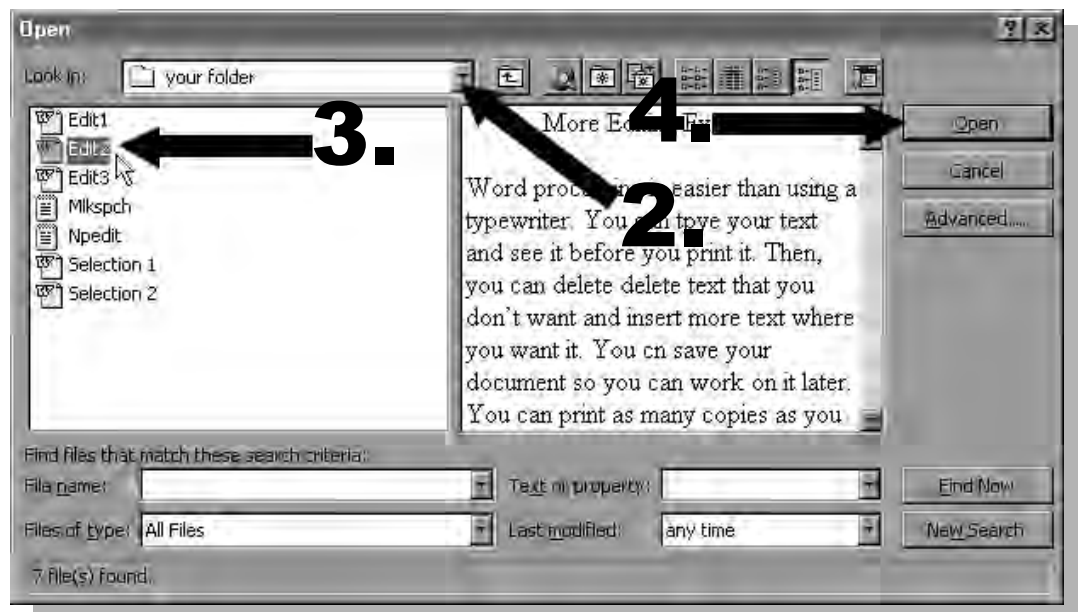 Open
Look in: your folder
Edit1
Edit2
Edit3
Mlkspch
Npedit
Selection 1
Selection 2
3.
4.
2.
More
Word easier than using a
typewriter. You tpve your text
and see it before you print it. Then,
you can delete delete text that you
don't want and insert more text where
you want it. You cn save your
document so you can work on it later.
You can print as many copies as you
Open
Cancel
Advanced...
Find files that match these search criteria:
File name: Text or property: Find Now
Files of type: All Files Last modified: any time New Search
7 file(s) found.